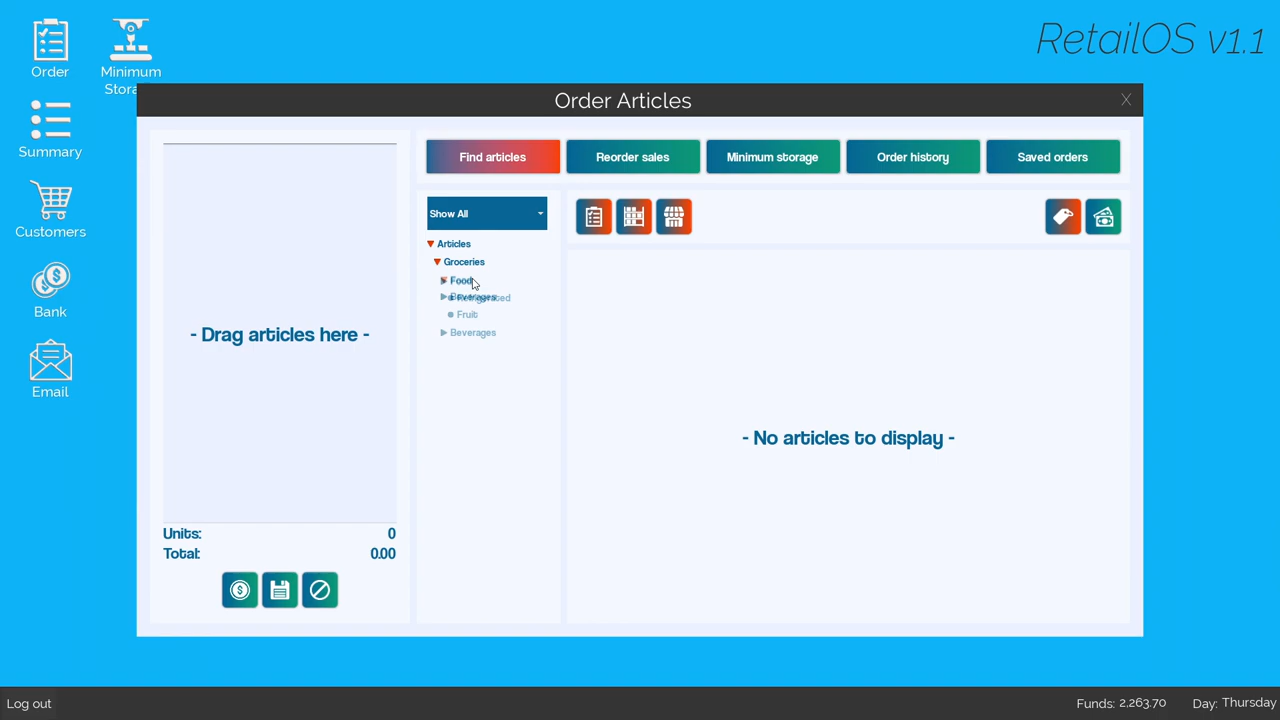 RetailOS v1.1
Order
Minimum
Stora
Summary
Customers
Bank
Email
Order Articles
X
Find articles
Reorder sales
Minimum storage
Order history
Saved orders
Show All
Articles
Groceries
Food
Beverages
Refrigerated
Fruit
Beverages
- Drag articles here -
- No articles to display -
Units: 0
Total: 0.00
Log out
Funds: 2,263.70
Day: Thursday